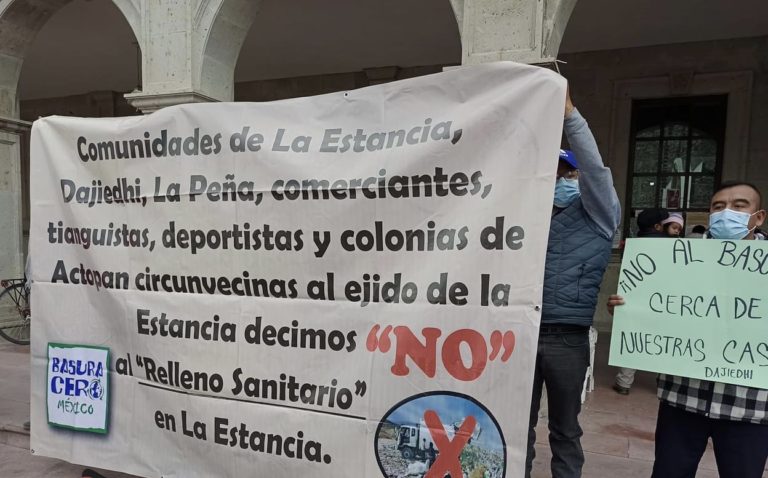 Comunidades de La Estancia,
Dajiedhi, La Peña, comerciantes,
tianguistas, deportistas y colonias de
Actopan circunvecinas al ejido de la
Estancia decimos "NO"
al "Relleno Sanitario"
en La Estancia.
BASURA
CERO
MÉXICO
¡¡NO AL BASU
CERCA DE
NUESTRAS CAS
DAJIEDHI